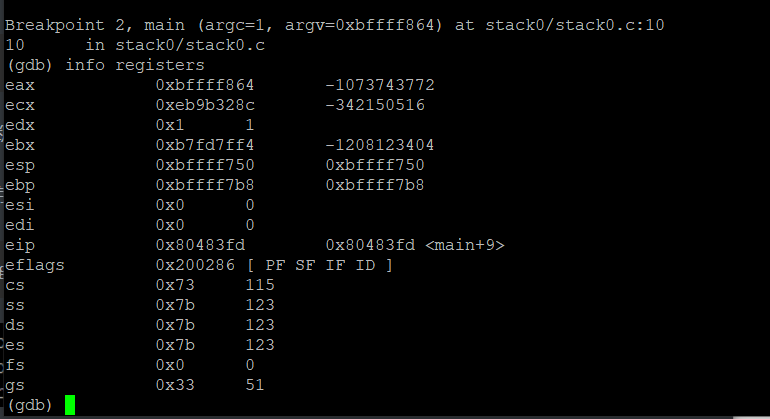 Breakpoint 2, main (argc=1, argv=0xbffff864) at stack0/stack0.c:10
10      in stack0/stack0.c
(gdb) info registers
eax            0xbffff864       -1073743772
ecx            0xeb9b328c       -342150516
edx            0x1      1
ebx            0xb7fd7ff4       -1208123404
esp            0xbffff750       0xbffff750
ebp            0xbffff7b8       0xbffff7b8
esi            0x0      0
edi            0x0      0
eip            0x80483fd        0x80483fd <main+9>
eflags         0x200286 [ PF SF IF ID ]
cs             0x73     115
ss             0x7b     123
ds             0x7b     123
es             0x7b     123
fs             0x0      0
gs             0x33     51
(gdb)